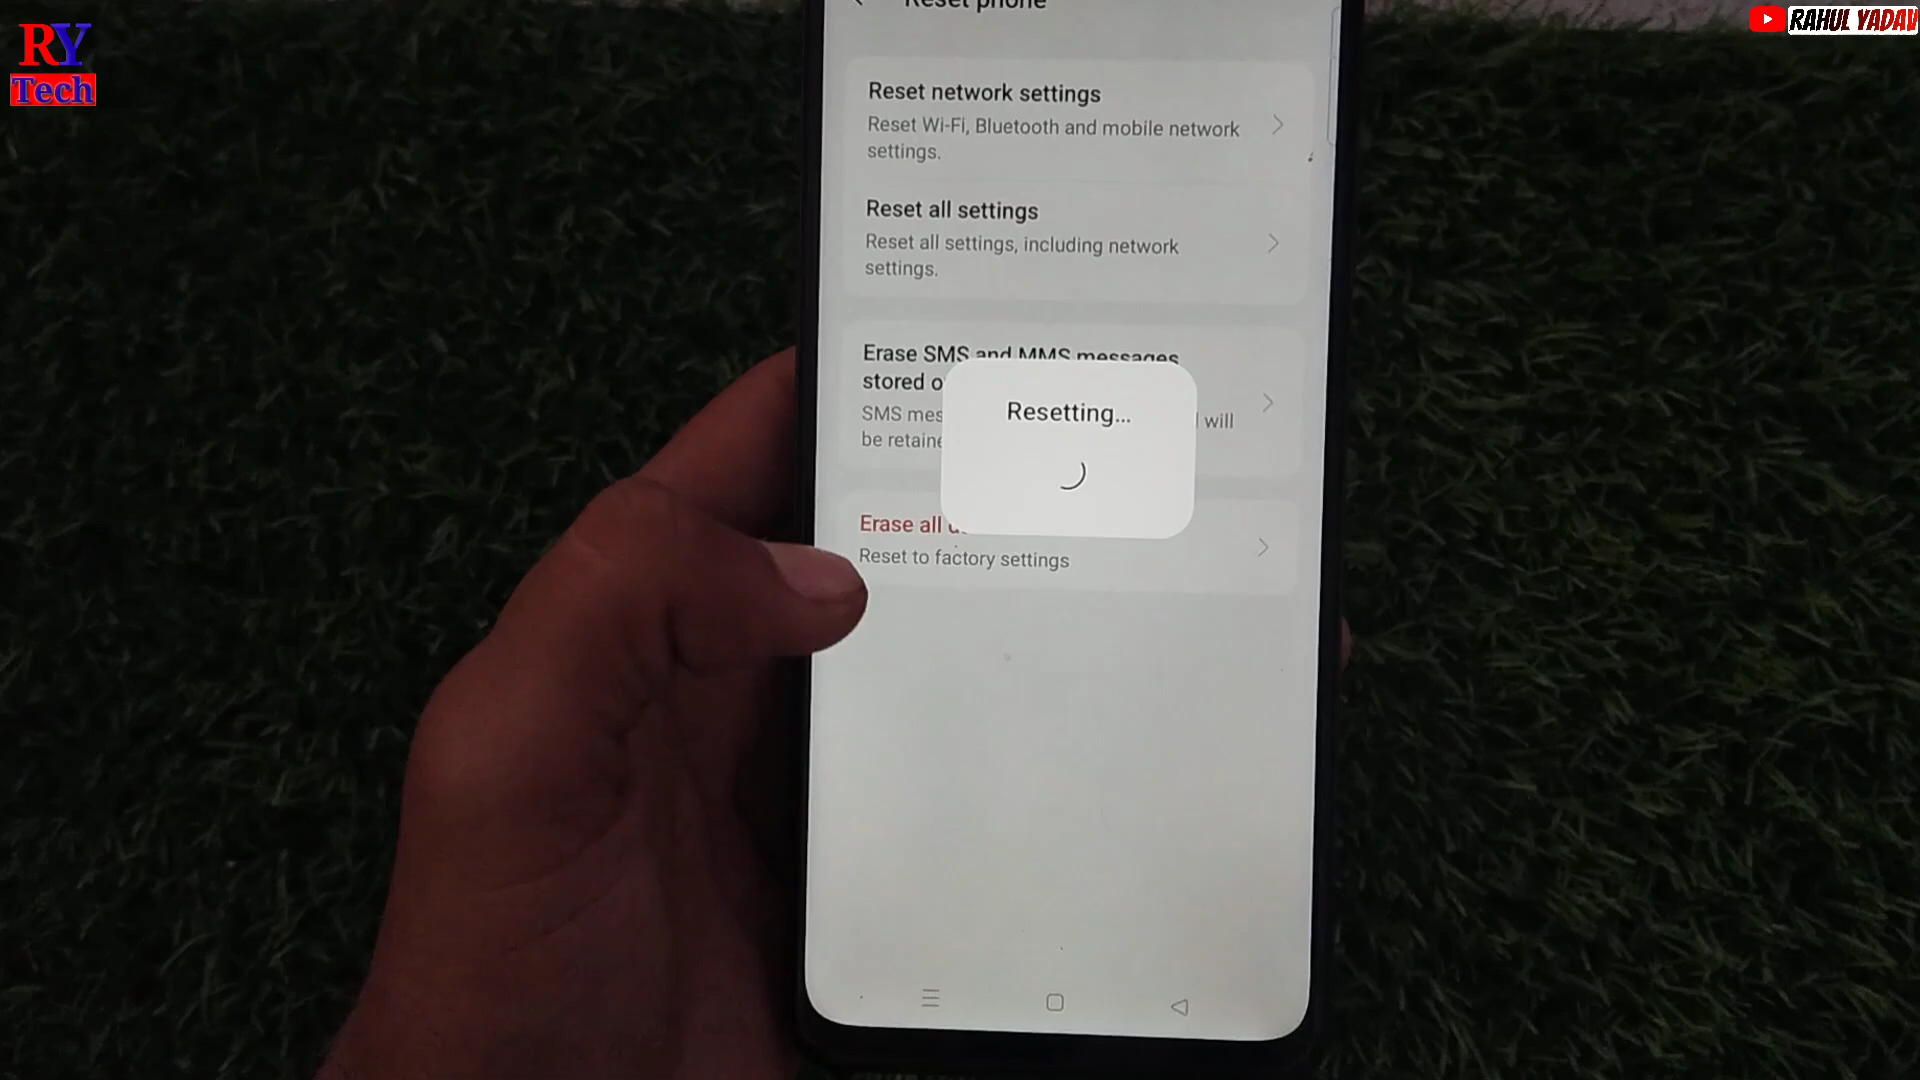 RY
Tech
RAHUL YADAV
Reset phone
Reset network settings
Reset Wi-Fi, Bluetooth and mobile network
settings.
Reset all settings
Reset all settings, including network
settings.
Erase SMS and MMS messages
stored
SMS will
be
Resetting...
Erase all
Reset to factory settings